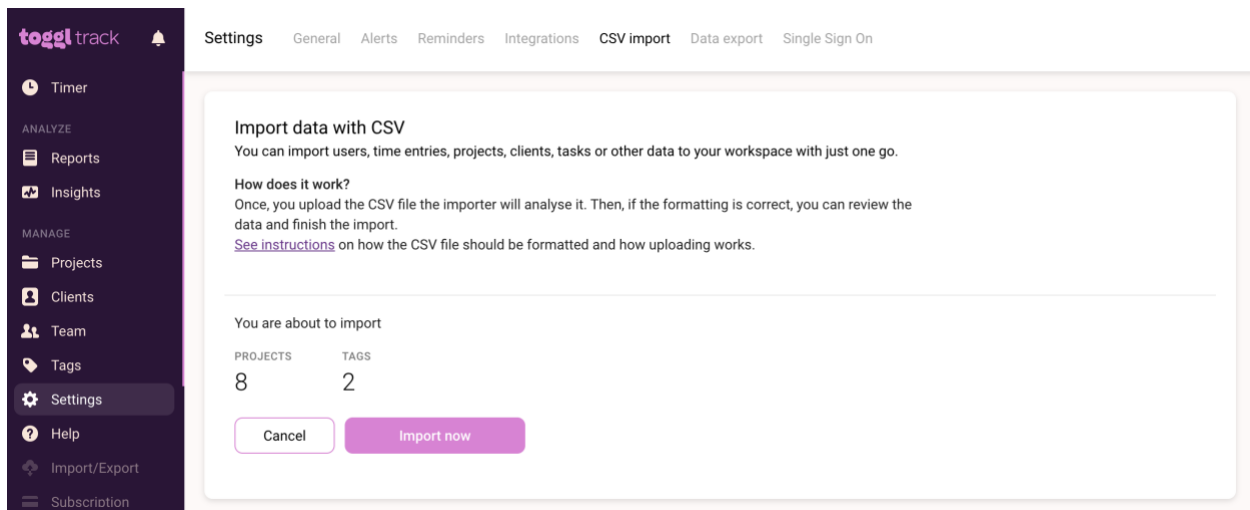 toggl track
Settings General Alerts Reminders Integrations CSV import Data export Single Sign On
Timer
ANALYZE
Reports
Insights
MANAGE
Projects
Clients
Team
Tags
Settings
Help
Import/Export
Subscription
Import data with CSV
You can import users, time entries, projects, clients, tasks or other data to your workspace with just one go.
How does it work?
Once, you upload the CSV file the importer will analyse it. Then, if the formatting is correct, you can review the
data and finish the import.
See instructions on how the CSV file should be formatted and how uploading works.
You are about to import
PROJECTS TAGS
8 2
Cancel Import now